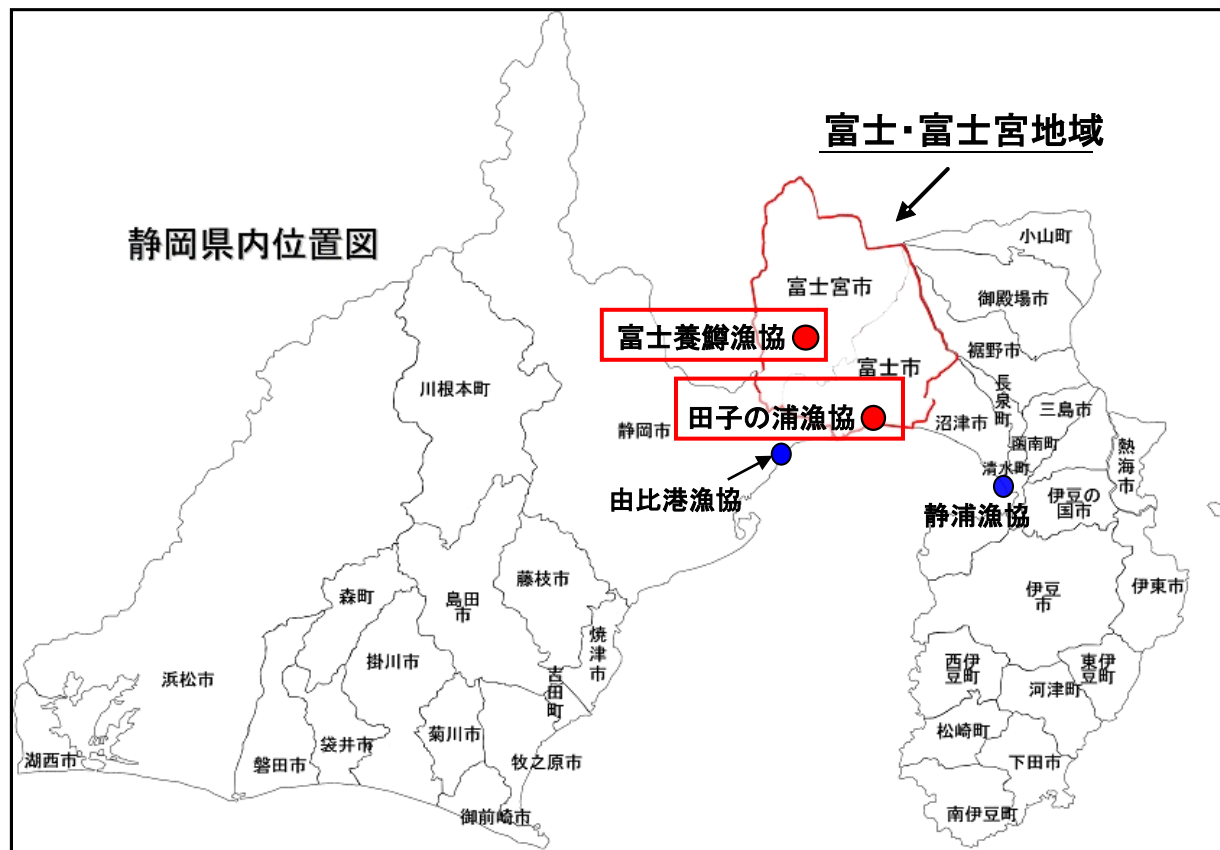 富士・富士宮地域
静岡県内位置図
小山町
富士宮市
御殿場市
富士養鱒漁協
裾野市
富士市
川根本町
長泉町
田子の浦漁協
三島市
静岡市
沼津市
函南町
熱海市
清水町
由比港漁協
静浦漁協
伊豆の
国市
藤枝市
森町
島田
市
伊豆
市
伊東市
焼津市
掛川市
西伊
豆町
東伊
豆町
浜松市
吉田町
河津町
菊川市
松崎町
袋井市
湖西市
磐田市
牧之原市
下田市
御前崎市
南伊豆町